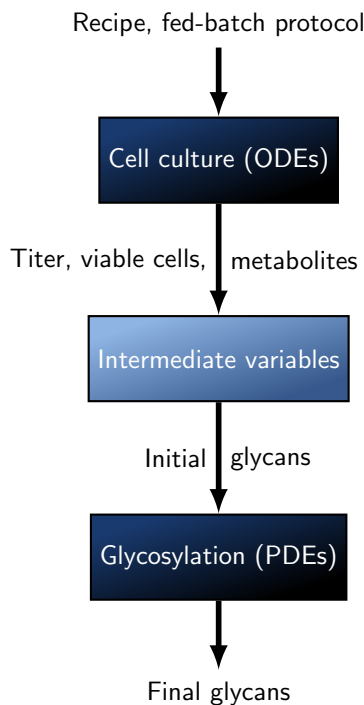 Recipe, fed-batch protocol
Cell culture (ODEs)
Titer, viable cells, metabolites
Intermediate variables
Initial glycans
Glycosylation (PDEs)
Final glycans